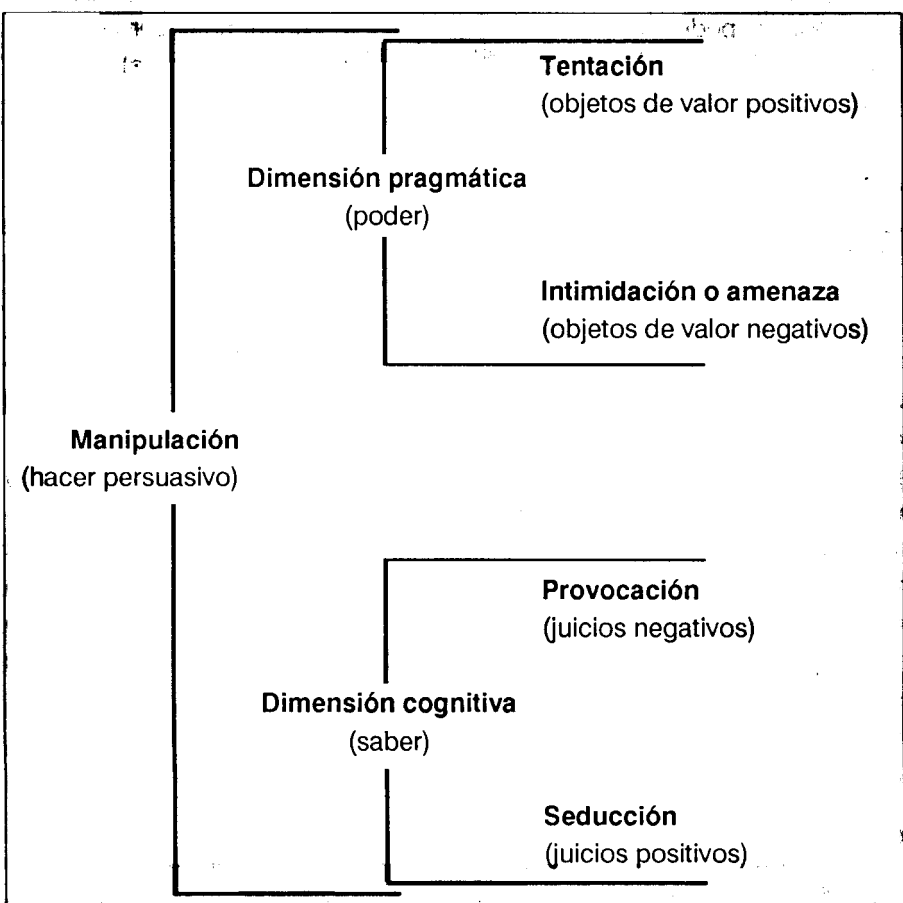 Tentación
(objetos de valor positivos)
Dimensión pragmática
(poder)
Intimidación o amenaza
(objetos de valor negativos)
Manipulación
(hacer persuasivo)
Provocación
(juicios negativos)
Dimensión cognitiva
(saber)
Seducción
(juicios positivos)